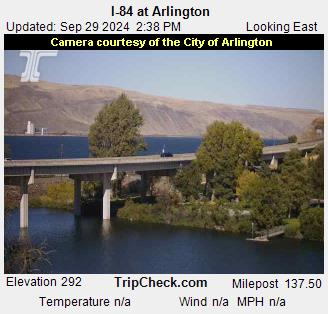 I-84 at Arlington
Updated: Sep 29 2024 2:38 PM Looking East
Camera courtesy of the City of Arlington
Elevation 292 TripCheck.com Milepost 137.50
Temperature n/a Wind n/a MPH n/a